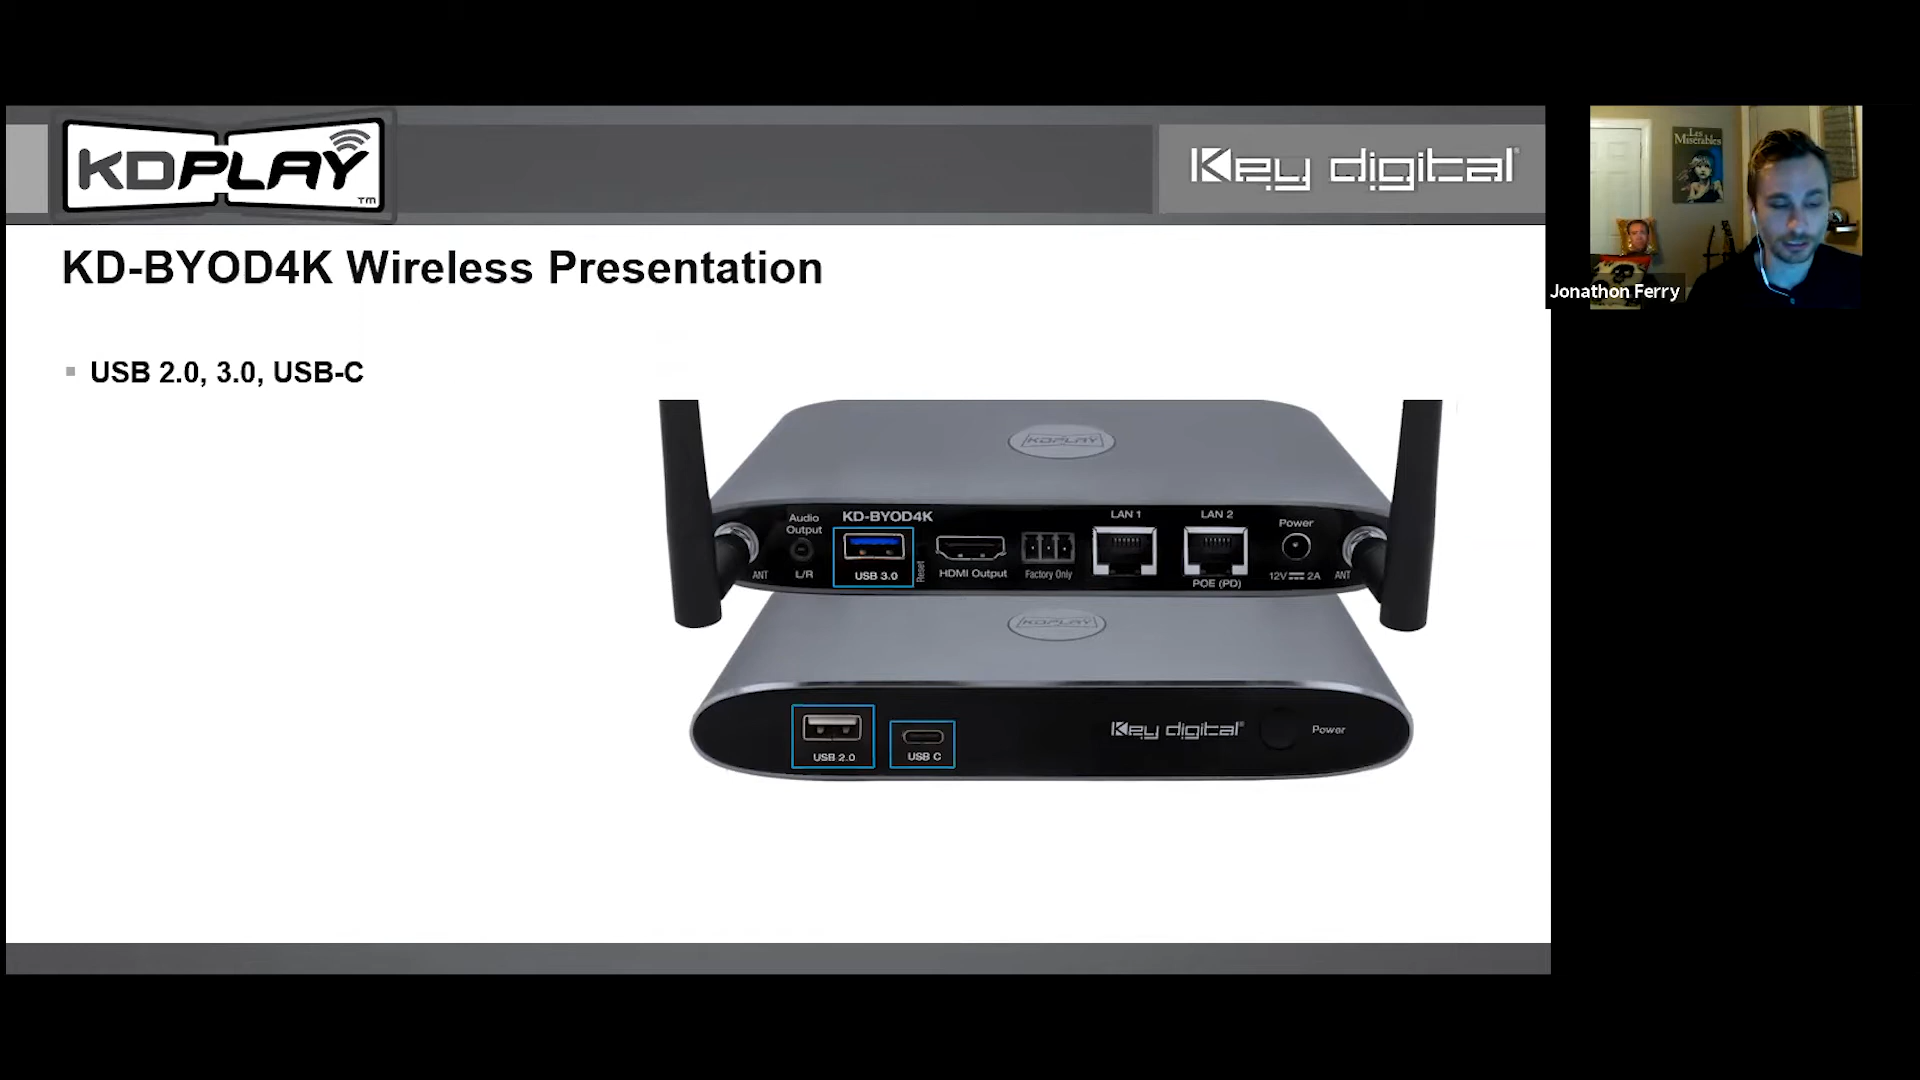 KDPLAY
TM
Key digital
Les
Misérables
Jonathon Ferry
KD-BYOD4K Wireless Presentation
USB 2.0, 3.0, USB-C
KDPLAY
Audio
Output
L/R
ANT
KD-BYOD4K
USB 3.0
Reset
HDMI Output
Factory Only
LAN 1
LAN 2
POE (PD)
Power
12V 2A
ANT
KDPLAY
USB 2.0
USB C
Key digital
Power